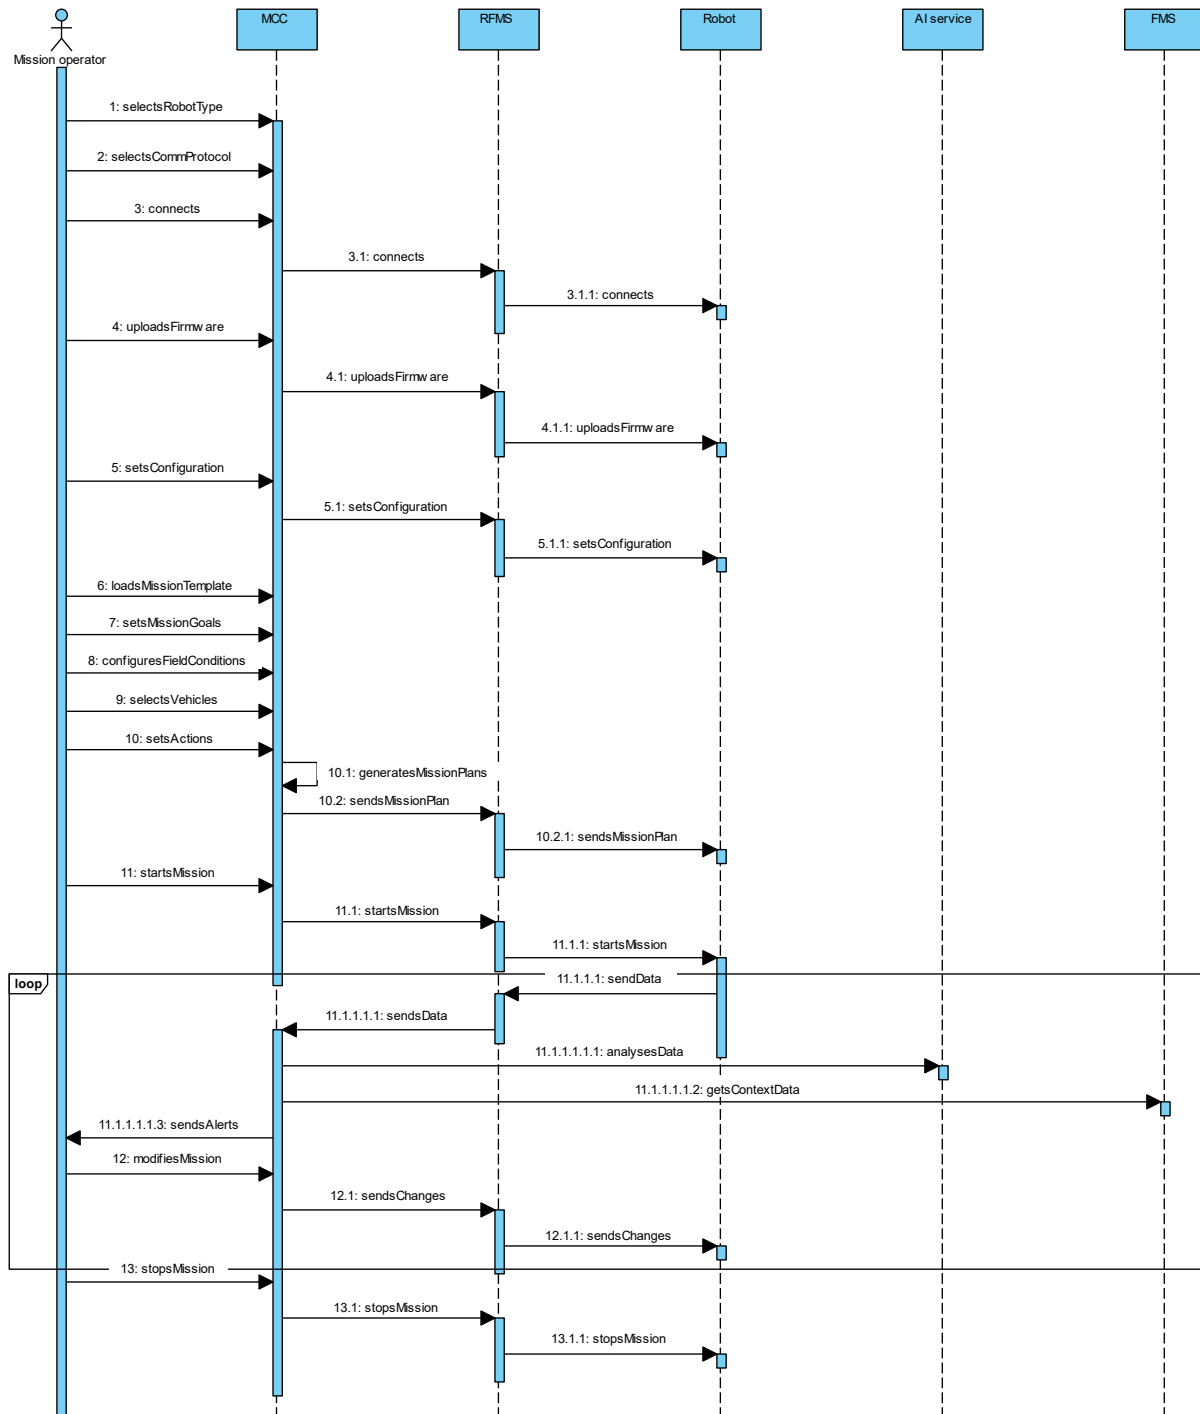 MCC
RFMS
Robot
AI service
FMS
Mission operator
1: selectsRobotType
2: selectsCommProtocol
3: connects
3.1: connects
3.1.1: connects
4: uploadsFirmware
4.1: uploadsFirmware
4.1.1: uploadsFirmware
5: setsConfiguration
5.1: setsConfiguration
5.1.1: setsConfiguration
6: loadsMissionTemplate
7: setsMissionGoals
8: configuresFieldConditions
9: selectsVehicles
10: setsActions
10.1: generatesMissionPlans
10.2: sendsMissionPlan
10.2.1: sendsMissionPlan
11: startsMission
11.1: startsMission
11.1.1: startsMission
loop
11.1.1.1: sendData
11.1.1.1.1: sendsData
11.1.1.1.1.1: analysesData
11.1.1.1.1.2: getsContextData
11.1.1.1.1.3: sendsAlerts
12: modifiesMission
12.1: sendsChanges
12.1.1: sendsChanges
13: stopsMission
13.1: stopsMission
13.1.1: stopsMission